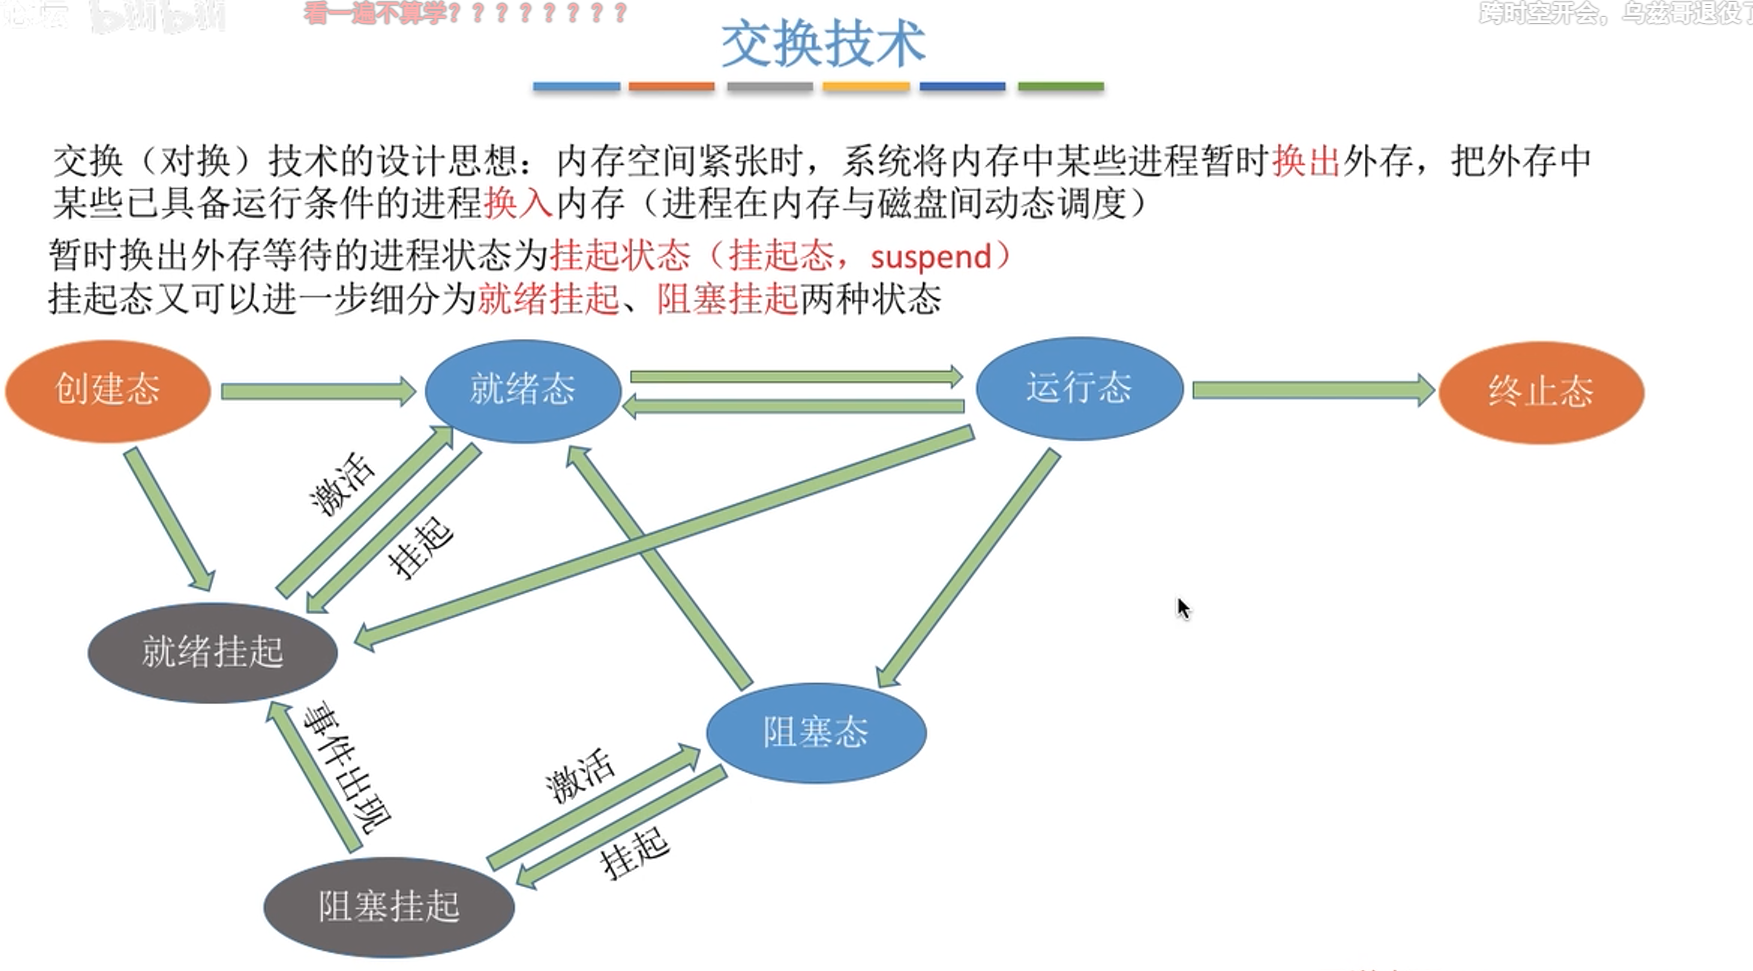 看一遍不算学？？？？？？？？
跨时空开会，乌兹哥退役了
bilibili
交换技术
交换（对换）技术的设计思想：内存空间紧张时，系统将内存中某些进程暂时换出外存，把外存中
某些已具备运行条件的进程换入内存（进程在内存与磁盘间动态调度）
暂时换出外存等待的进程状态为挂起状态（挂起态，suspend）
挂起态又可以进一步细分为就绪挂起、阻塞挂起两种状态
创建态
就绪态
运行态
终止态
激活
挂起
就绪挂起
事件出现
阻塞态
激活
挂起
阻塞挂起